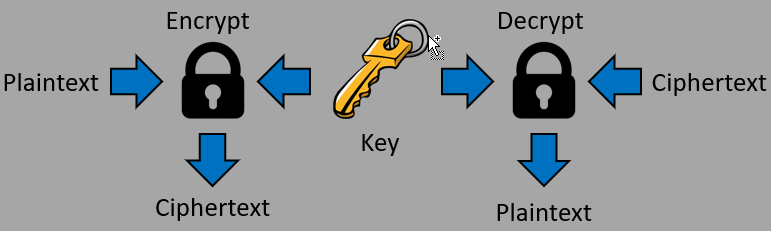 Encrypt
Decrypt
Plaintext
Ciphertext
Key
Ciphertext
Plaintext